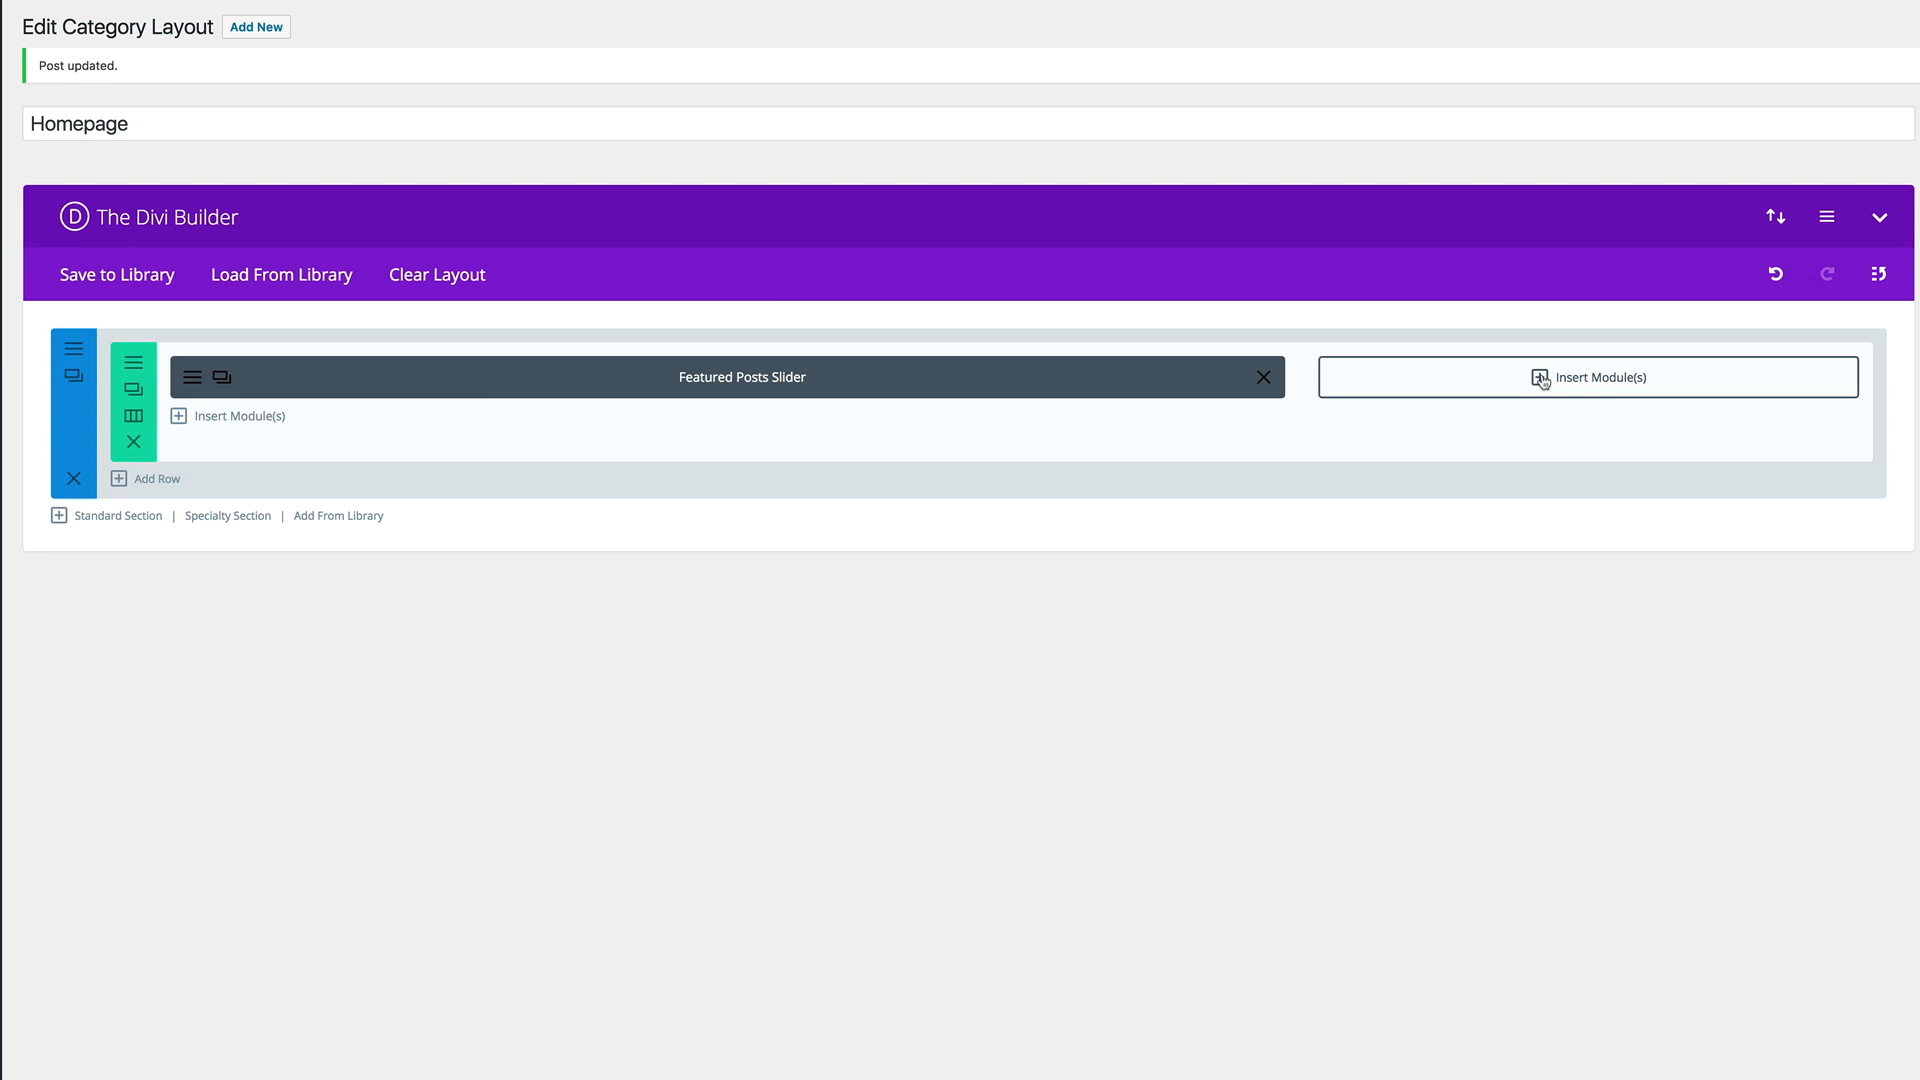 Edit Category Layout Add New
Post updated.
Homepage
D The Divi Builder
Save to Library Load From Library Clear Layout
Featured Posts Slider Insert Module(s)
Insert Module(s)
Add Row
Standard Section | Specialty Section | Add From Library